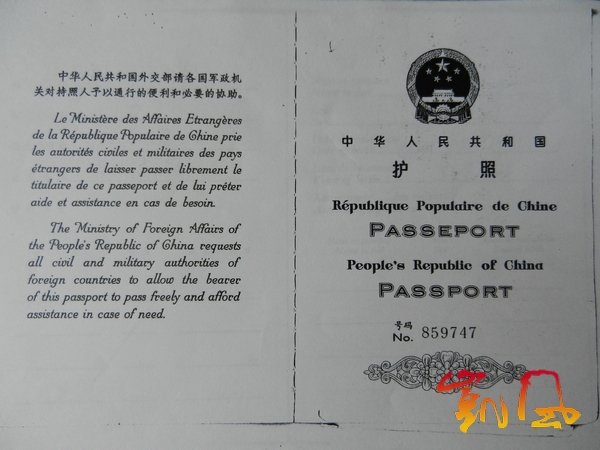 中华人民共和国外交部请各国军政机
关对持照人予以通行的便利和必要的协助。
Le Ministère des Affaires Etrangères
de la République Populaire de Chine prie
les autorités civiles et militaires des pays
étrangers de laisser passer librement le
titulaire de ce passeport et de lui prêter
aide et assistance en cas de besoin.
The Ministry of Foreign Affairs of
the People's Republic of China requests
all civil and military authorities of
foreign countries to allow the bearer
of this passport to pass freely and afford
assistance in case of need.
中华人民共和国
护照
République Populaire de Chine
PASSEPORT
People's Republic of China
PASSPORT
号码
No. 859747